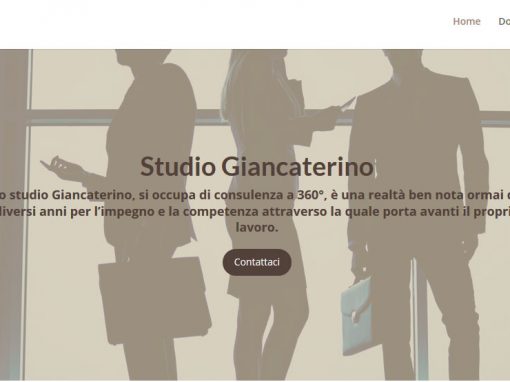 Home
Do
Studio Giancaterino
o studio Giancaterino, si occupa di consulenza a 360°, è una realtà ben nota ormai d
liversi anni per l'impegno e la competenza attraverso la quale porta avanti il propri
lavoro.
Contattaci